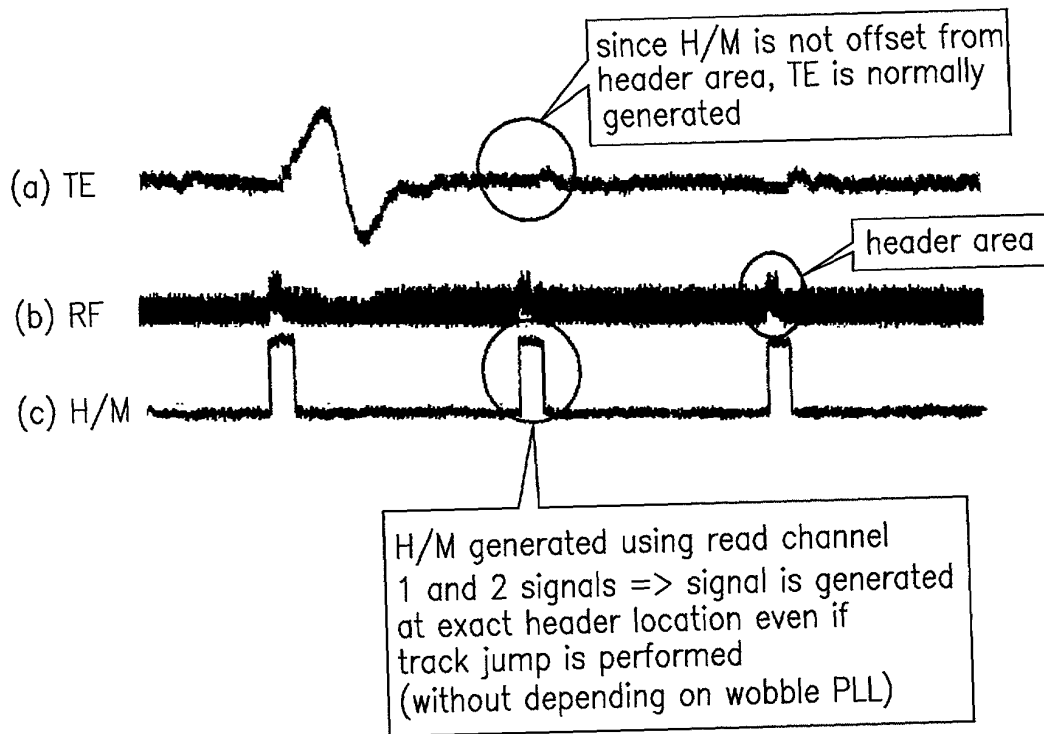 since H/M is not offset from
header area, TE is normally
generated
(a) TE
header area
(b) RF
(c) H/M
H/M generated using read channel
1 and 2 signals => signal is generated
at exact header location even if
track jump is performed
(without depending on wobble PLL)